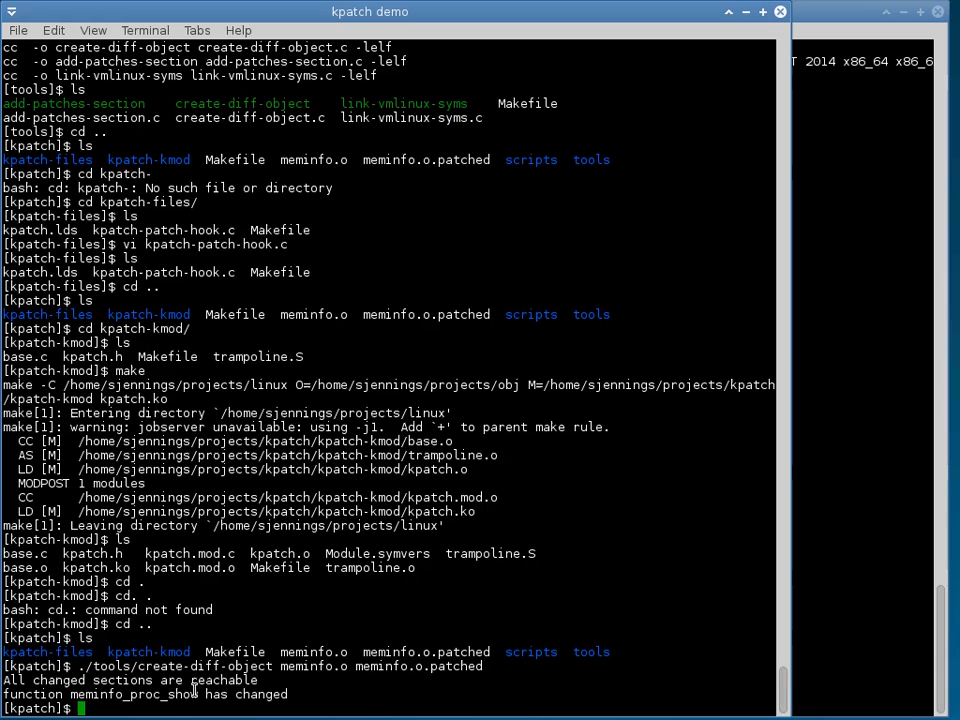 kpatch demo
File Edit View Terminal Tabs Help
cc  -o create-diff-object create-diff-object.c -lelf
cc  -o add-patches-section add-patches-section.c -lelf
cc  -o link-vmlinux-syms link-vmlinux-syms.c -lelf
[tools]$ ls
add-patches-section    create-diff-object    link-vmlinux-syms    Makefile
add-patches-section.c  create-diff-object.c  link-vmlinux-syms.c
[tools]$ cd ..
[kpatch]$ ls
kpatch-files  kpatch-kmod  Makefile  meminfo.o  meminfo.o.patched  scripts  tools
[kpatch]$ cd kpatch-
bash: cd: kpatch-: No such file or directory
[kpatch]$ cd kpatch-files/
[kpatch-files]$ ls
kpatch.lds  kpatch-patch-hook.c  Makefile
[kpatch-files]$ vi kpatch-patch-hook.c
[kpatch-files]$ ls
kpatch.lds  kpatch-patch-hook.c  Makefile
[kpatch-files]$ cd ..
[kpatch]$ ls
kpatch-files  kpatch-kmod  Makefile  meminfo.o  meminfo.o.patched  scripts  tools
[kpatch]$ cd kpatch-kmod/
[kpatch-kmod]$ ls
base.c  kpatch.h  Makefile  trampoline.S
[kpatch-kmod]$ make
make -C /home/sjennings/projects/linux O=/home/sjennings/projects/obj M=/home/sjennings/projects/kpatch
/kpatch-kmod kpatch.ko
make[1]: Entering directory `/home/sjennings/projects/linux'
make[1]: warning: jobserver unavailable: using -j1.  Add `+' to parent make rule.
  CC [M]  /home/sjennings/projects/kpatch/kpatch-kmod/base.o
  AS [M]  /home/sjennings/projects/kpatch/kpatch-kmod/trampoline.o
  LD [M]  /home/sjennings/projects/kpatch/kpatch-kmod/kpatch.o
  MODPOST 1 modules
  CC      /home/sjennings/projects/kpatch/kpatch-kmod/kpatch.mod.o
  LD [M]  /home/sjennings/projects/kpatch/kpatch-kmod/kpatch.ko
make[1]: Leaving directory `/home/sjennings/projects/linux'
[kpatch-kmod]$ ls
base.c  kpatch.h   kpatch.mod.c  kpatch.o  Module.symvers  trampoline.S
base.o  kpatch.ko  kpatch.mod.o  Makefile  trampoline.o
[kpatch-kmod]$ cd .
[kpatch-kmod]$ cd. .
bash: cd.: command not found
[kpatch-kmod]$ cd ..
[kpatch]$ ls
kpatch-files  kpatch-kmod  Makefile  meminfo.o  meminfo.o.patched  scripts  tools
[kpatch]$ ./tools/create-diff-object meminfo.o meminfo.o.patched
All changed sections are reachable
function meminfo_proc_show has changed
[kpatch]$
T 2014 x86_64 x86_6